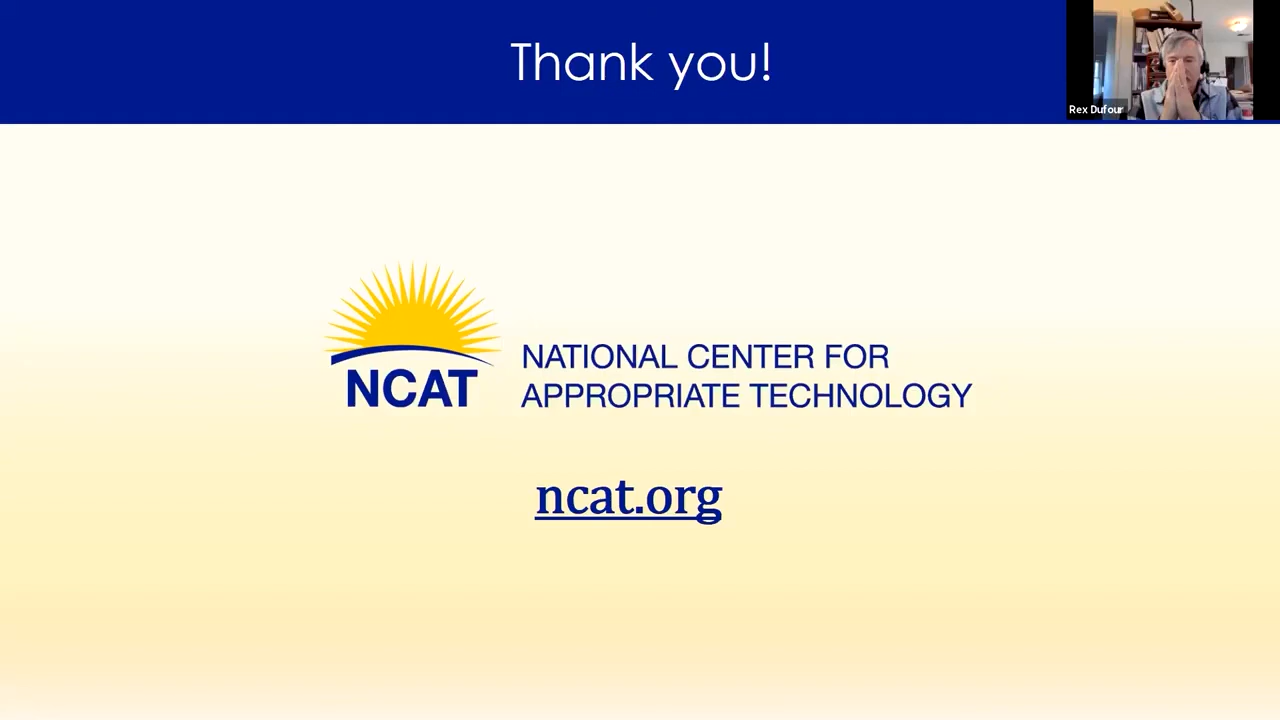 Thank you!
Rex Dufour
NCAT
NATIONAL CENTER FOR
APPROPRIATE TECHNOLOGY
ncat.org